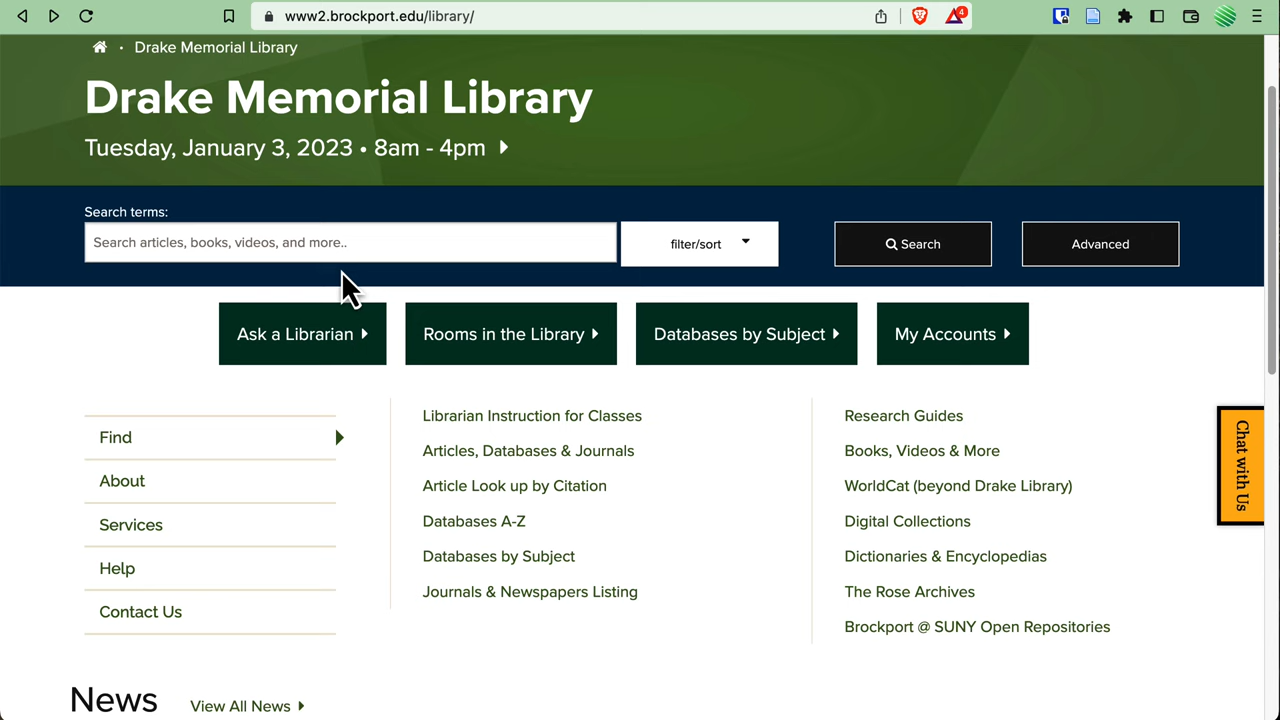 www2.brockport.edu/library/
4
Drake Memorial Library
Drake Memorial Library
Tuesday, January 3, 2023 • 8am - 4pm
Search terms:
Search articles, books, videos, and more..
filter/sort
Search
Advanced
Ask a Librarian
Rooms in the Library
Databases by Subject
My Accounts
Find
About
Services
Help
Contact Us
Librarian Instruction for Classes
Articles, Databases & Journals
Article Look up by Citation
Databases A-Z
Databases by Subject
Journals & Newspapers Listing
Research Guides
Books, Videos & More
WorldCat (beyond Drake Library)
Digital Collections
Dictionaries & Encyclopedias
The Rose Archives
Brockport @ SUNY Open Repositories
Chat with Us
News
View All News